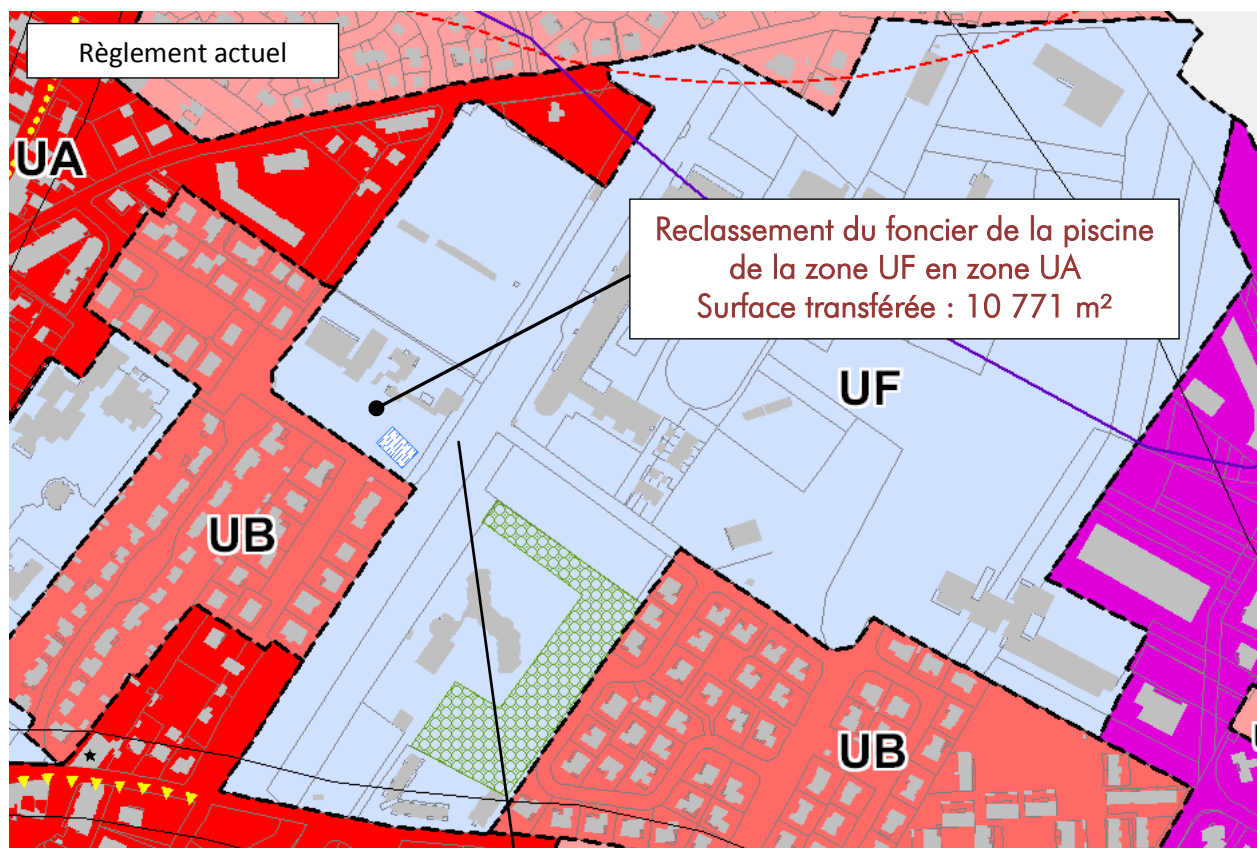 Règlement actuel
UA
Reclassement du foncier de la piscine
de la zone UF en zone UA
Surface transférée : 10 771 m²
UF
UB
UB